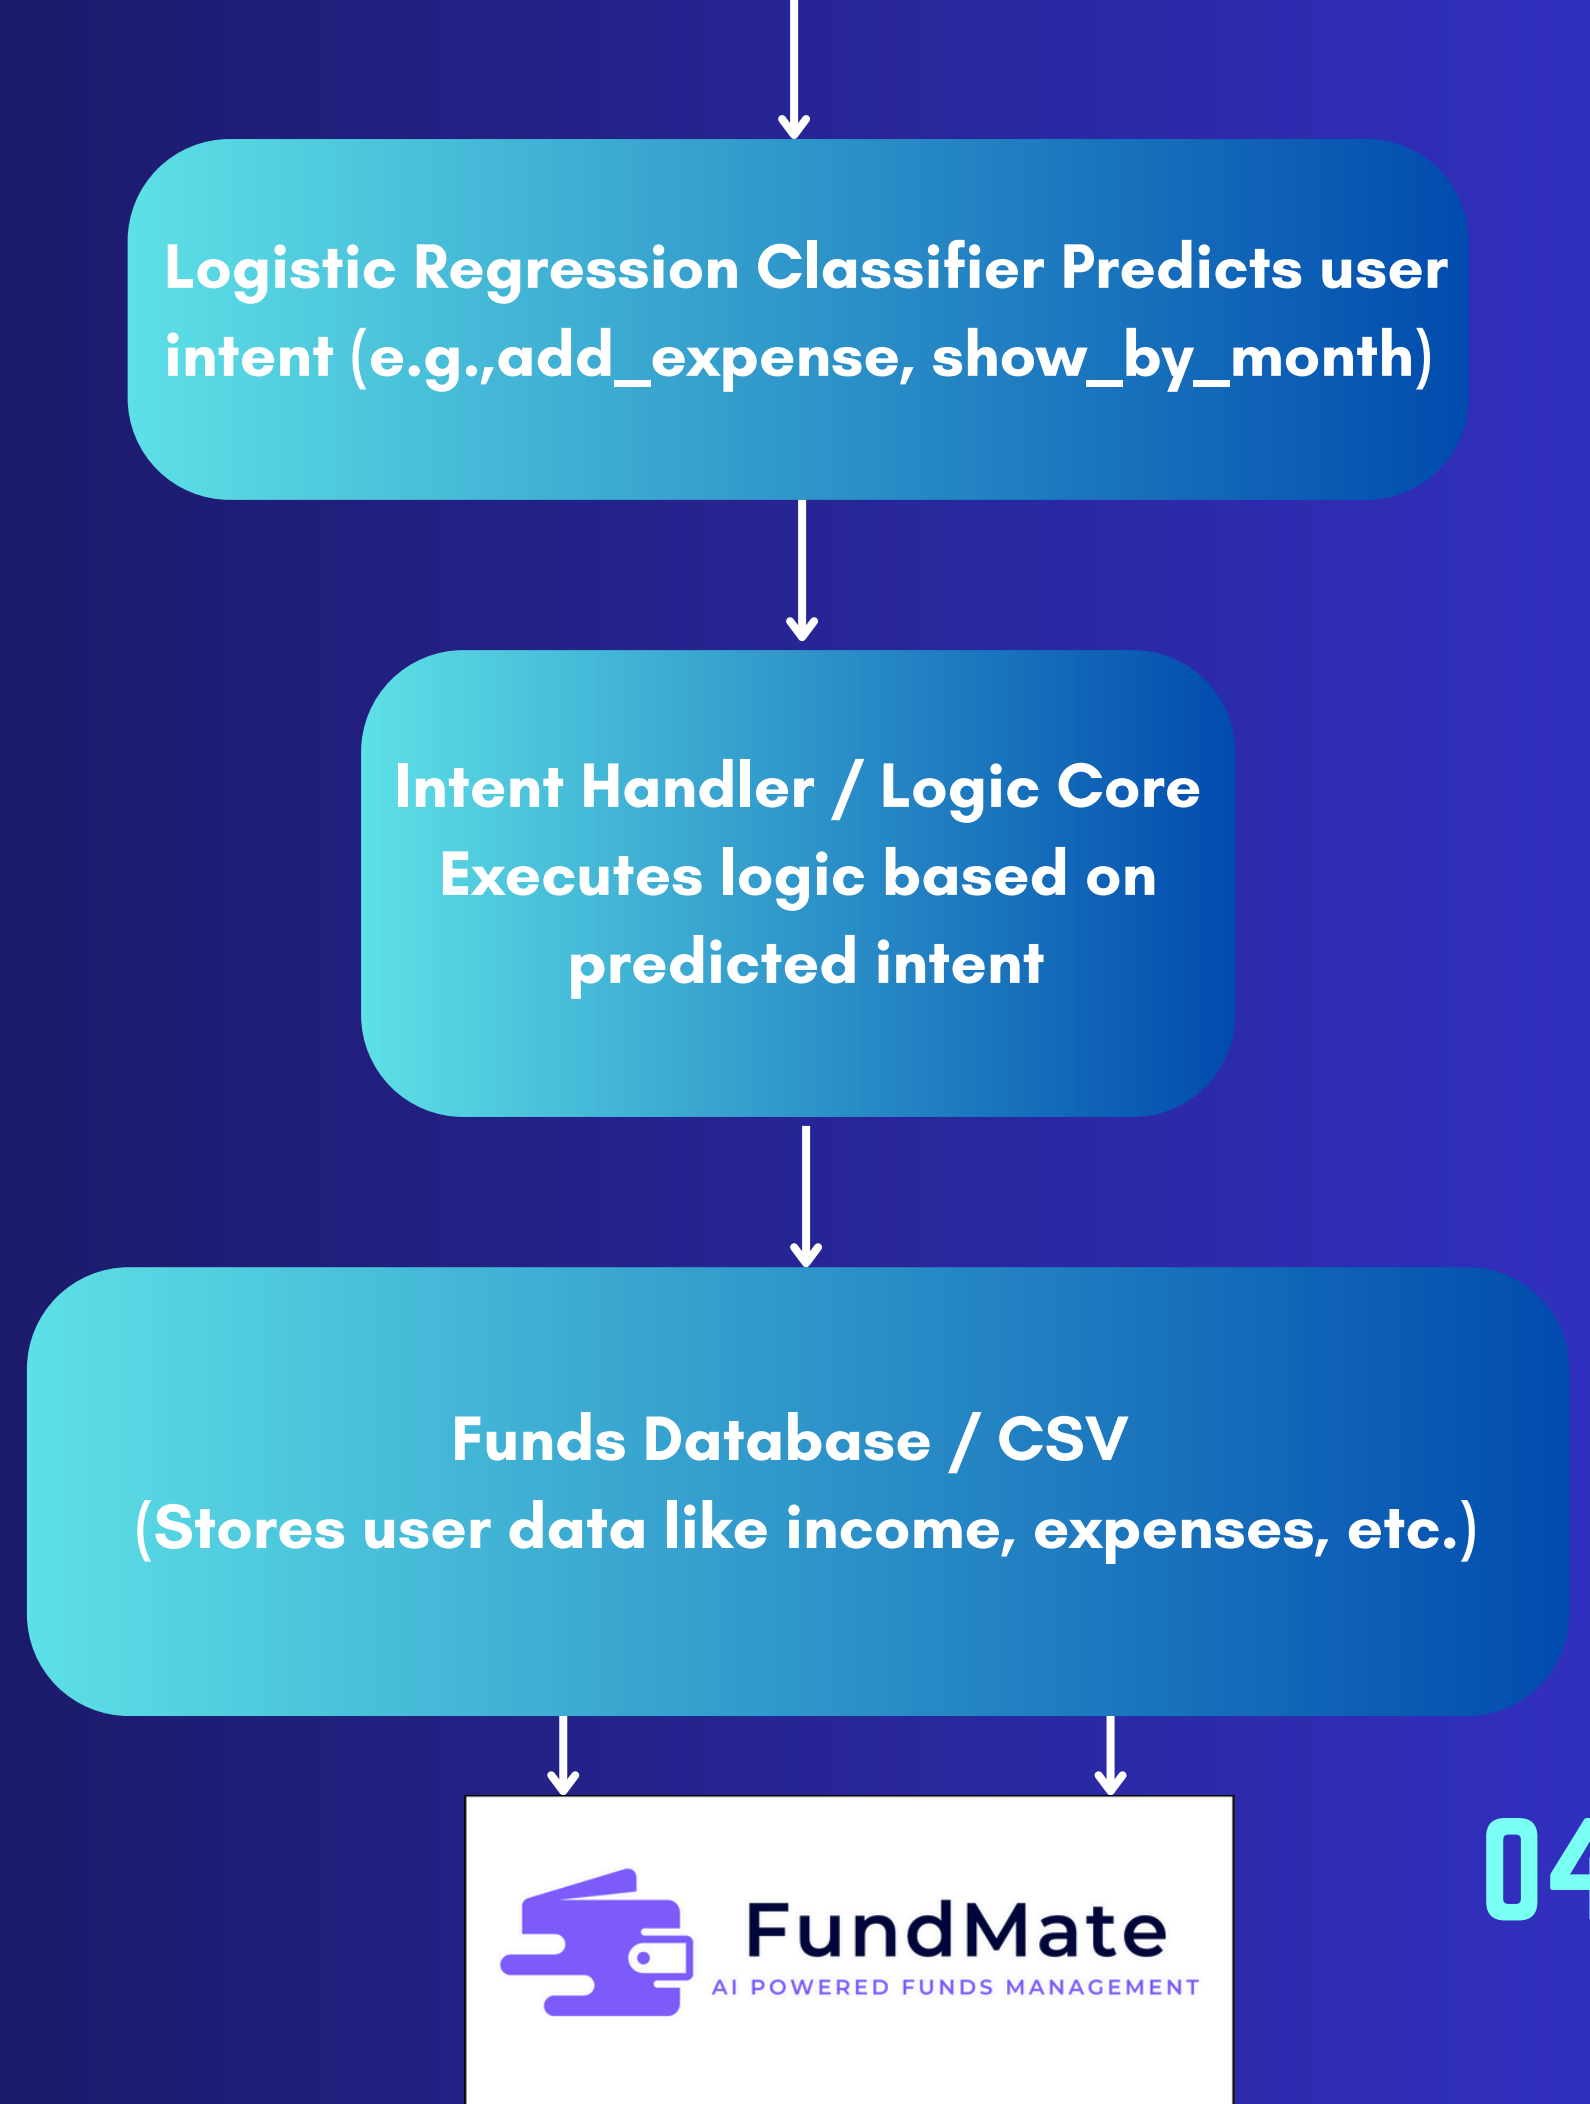 Logistic Regression Classifier Predicts user
intent (e.g.,add_expense, show_by_month)
Intent Handler / Logic Core
Executes logic based on
predicted intent
Funds Database / CSV
(Stores user data like income, expenses, etc.)
04
FundMate
AI POWERED FUNDS MANAGEMENT